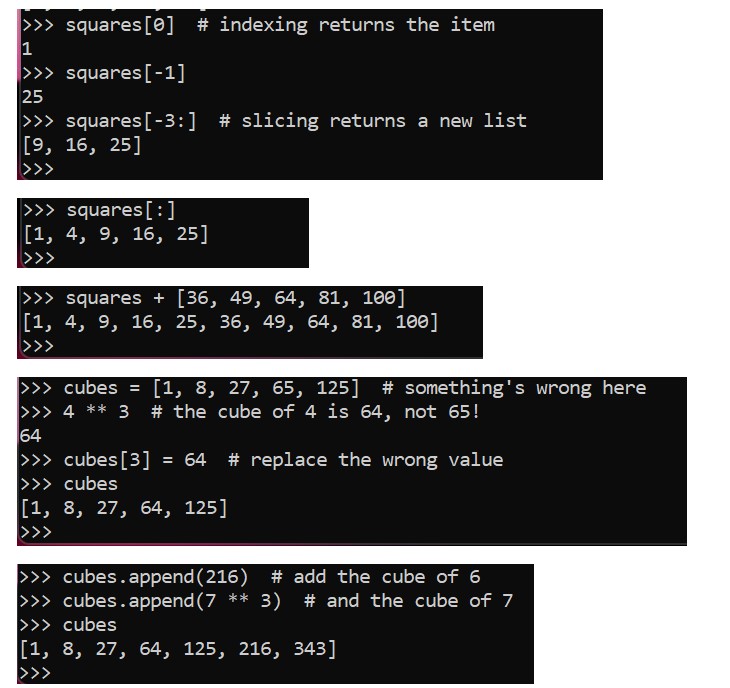 >>> squares[0]  # indexing returns the item
1
>>> squares[-1]
25
>>> squares[-3:]  # slicing returns a new list
[9, 16, 25]
>>>
>>> squares[:]
[1, 4, 9, 16, 25]
>>>
>>> squares + [36, 49, 64, 81, 100]
[1, 4, 9, 16, 25, 36, 49, 64, 81, 100]
>>>
>>> cubes = [1, 8, 27, 65, 125]  # something's wrong here
>>> 4 ** 3  # the cube of 4 is 64, not 65!
64
>>> cubes[3] = 64  # replace the wrong value
>>> cubes
[1, 8, 27, 64, 125]
>>>
>>> cubes.append(216)  # add the cube of 6
>>> cubes.append(7 ** 3)  # and the cube of 7
>>> cubes
[1, 8, 27, 64, 125, 216, 343]
>>>